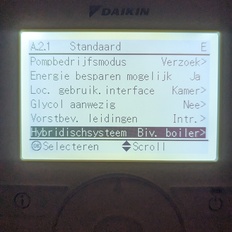 DAIKIN
A.2.1 Standaard E
Pompbedrijfsmodus Verzoek>
Energie besparen mogelijk Ja
Loc. gebruik.interface Kamer>
Glycol aanwezig Nee>
Vorstbev. leidingen Intr.>
Hybridischsysteem Biv. boiler>
OK Selecteren Scroll